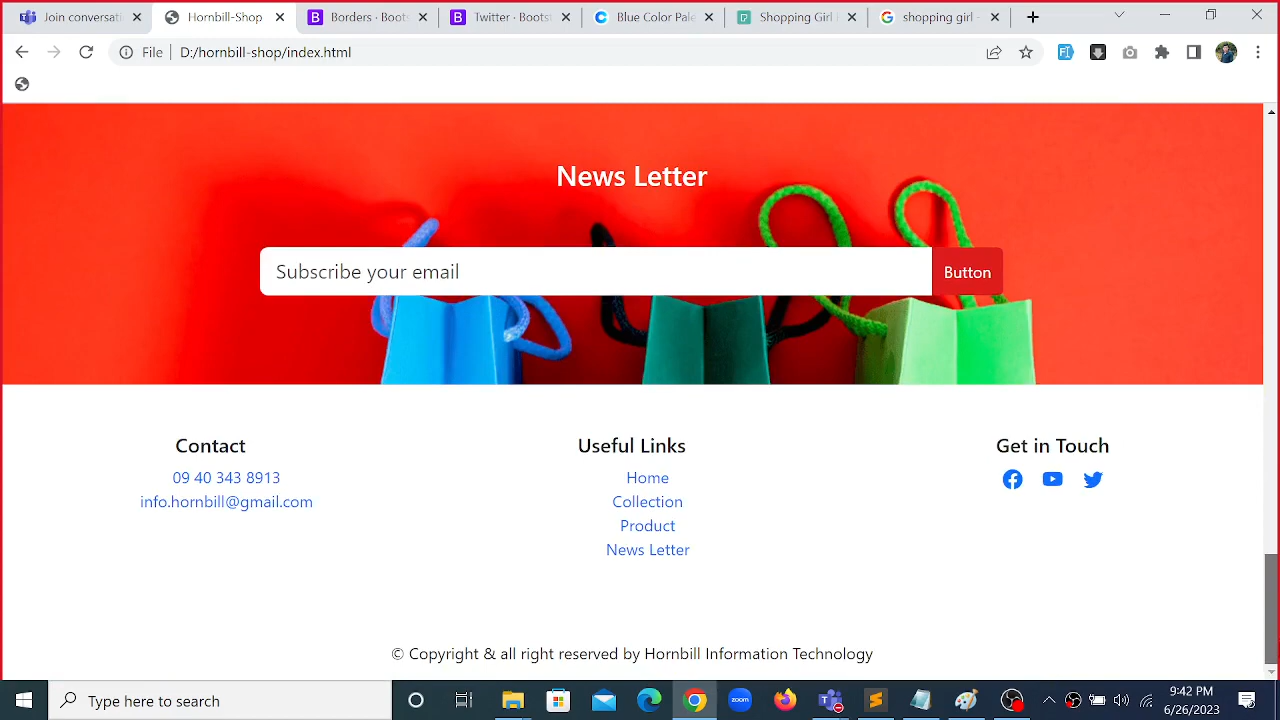 Join conversati
Hornbill-Shop
Borders · Boots
Twitter · Bootst
Blue Color Pale
Shopping Girl
shopping girl -
File
D:/hornbill-shop/index.html
News Letter
Subscribe your email
Button
Contact
09 40 343 8913
info.hornbill@gmail.com
Useful Links
Home
Collection
Product
News Letter
Get in Touch
© Copyright & all right reserved by Hornbill Information Technology
Type here to search
zoom
9:42 PM
6/26/2023